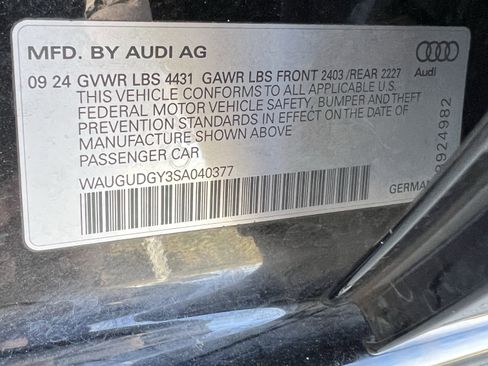 MFD. BY AUDI AG
09 24 GVWR LBS 4431 GAWR LBS FRONT 2403 /REAR 2227
Audi
THIS VEHICLE CONFORMS TO ALL APPLICABLE U.S.
FEDERAL MOTOR VEHICLE SAFETY, BUMPER AND THEFT
PREVENTION STANDARDS IN EFFECT ON THE DATE OF
MANUFACTURE SHOWN ABOVE
PASSENGER CAR
WAUGUDGY3SA040377
GERMAN
9924982